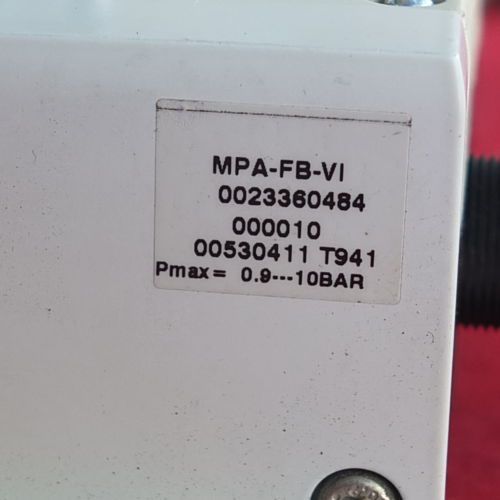 MPA-FB-VI
0023360484
000010
00530411 T941
Pmax= 0.9---10BAR